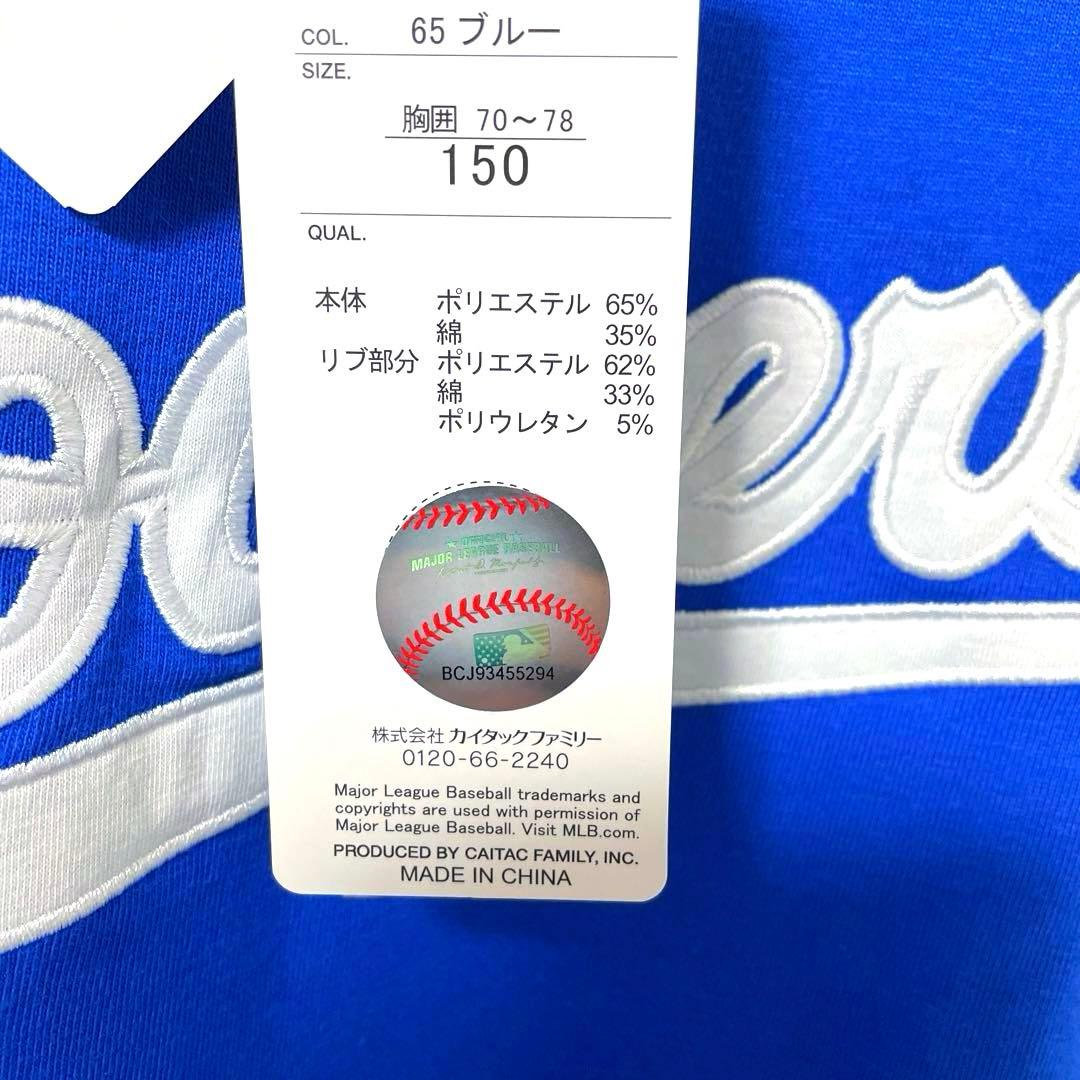 COL. 65 ブルー
SIZE.
胸囲 70～78
150
QUAL.
本体 ポリエステル 65%
綿 35%
リブ部分 ポリエステル 62%
綿 33%
ポリウレタン 5%
OFFICIAL
MAJOR LEAGUE BASEBALL
BCJ93455294
株式会社 カイタックファミリー
0120-66-2240
Major League Baseball trademarks and
copyrights are used with permission of
Major League Baseball. Visit MLB.com.
PRODUCED BY CAITAC FAMILY, INC.
MADE IN CHINA